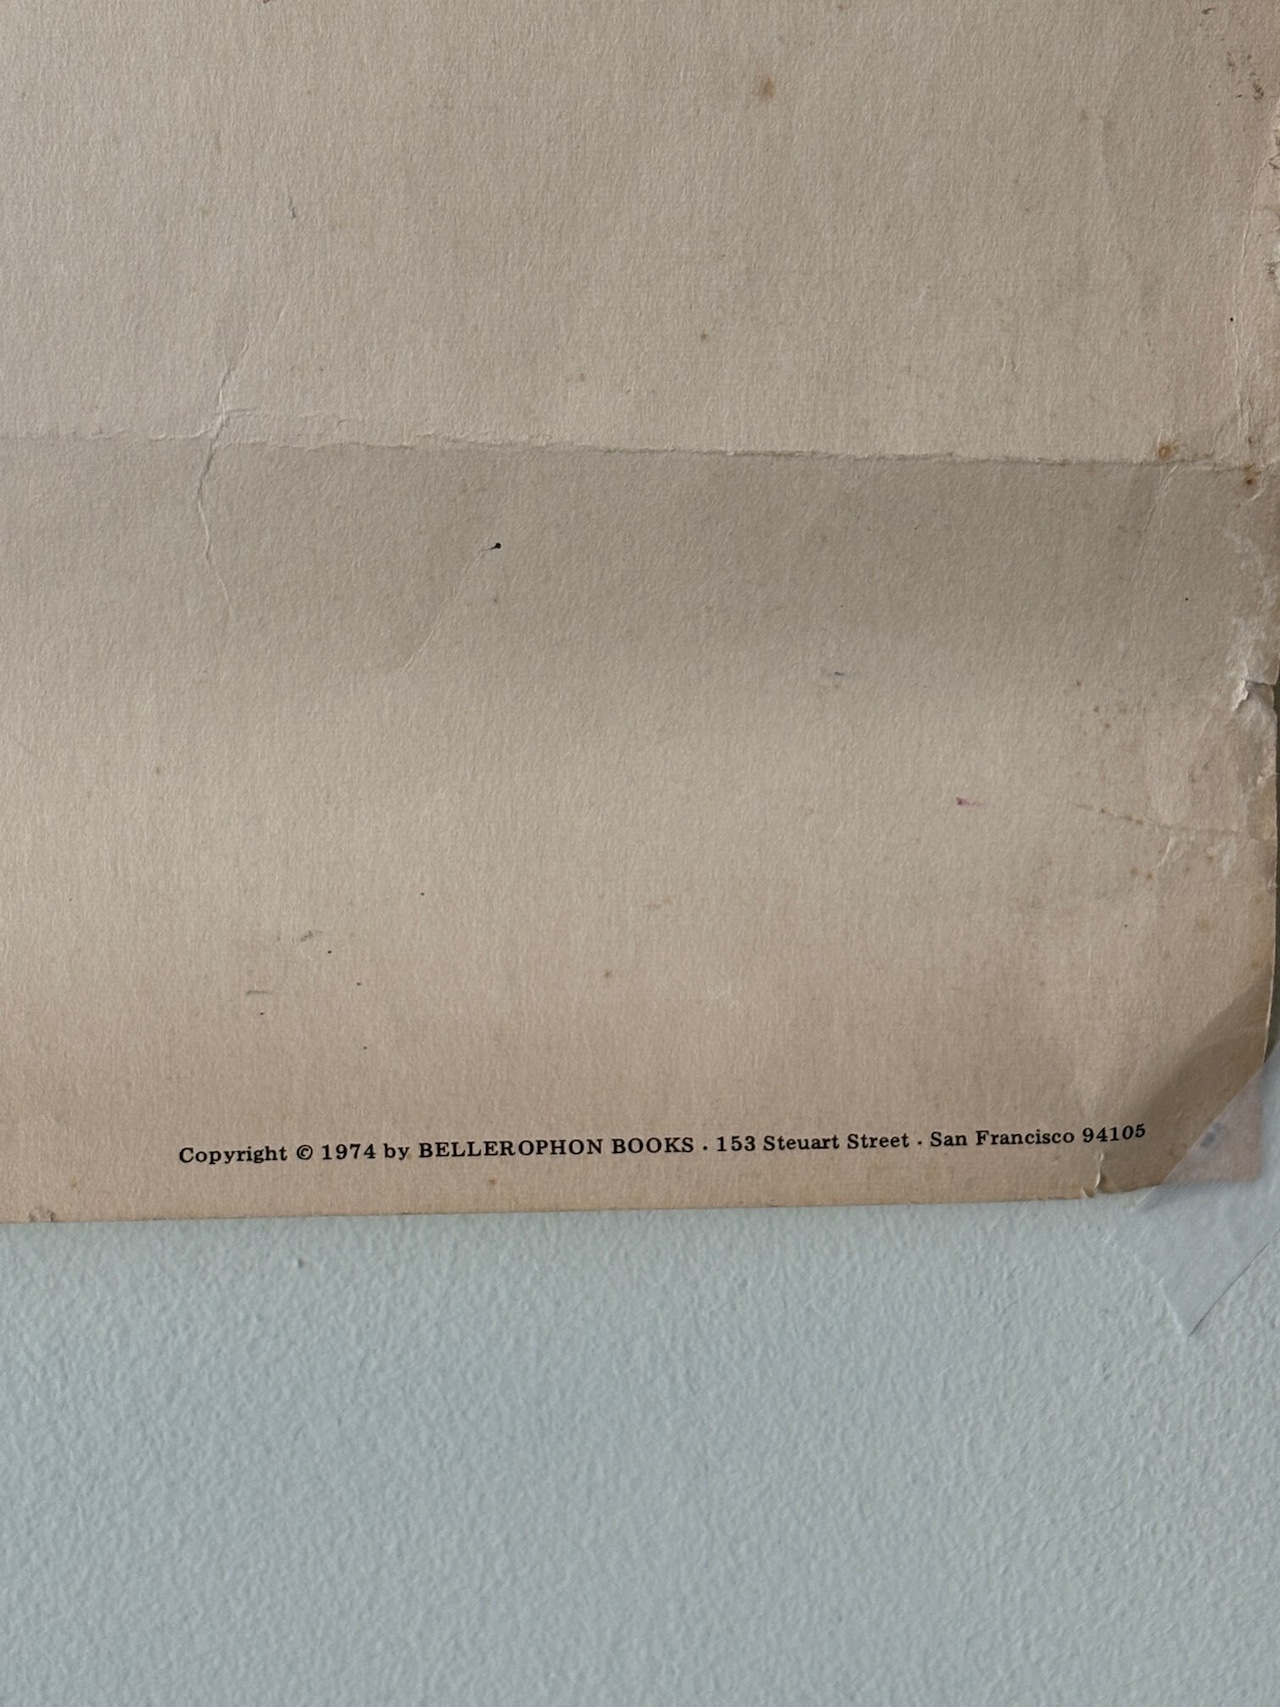 Copyright © 1974 by BELLEROPHON BOOKS · 153 Steuart Street · San Francisco 94105